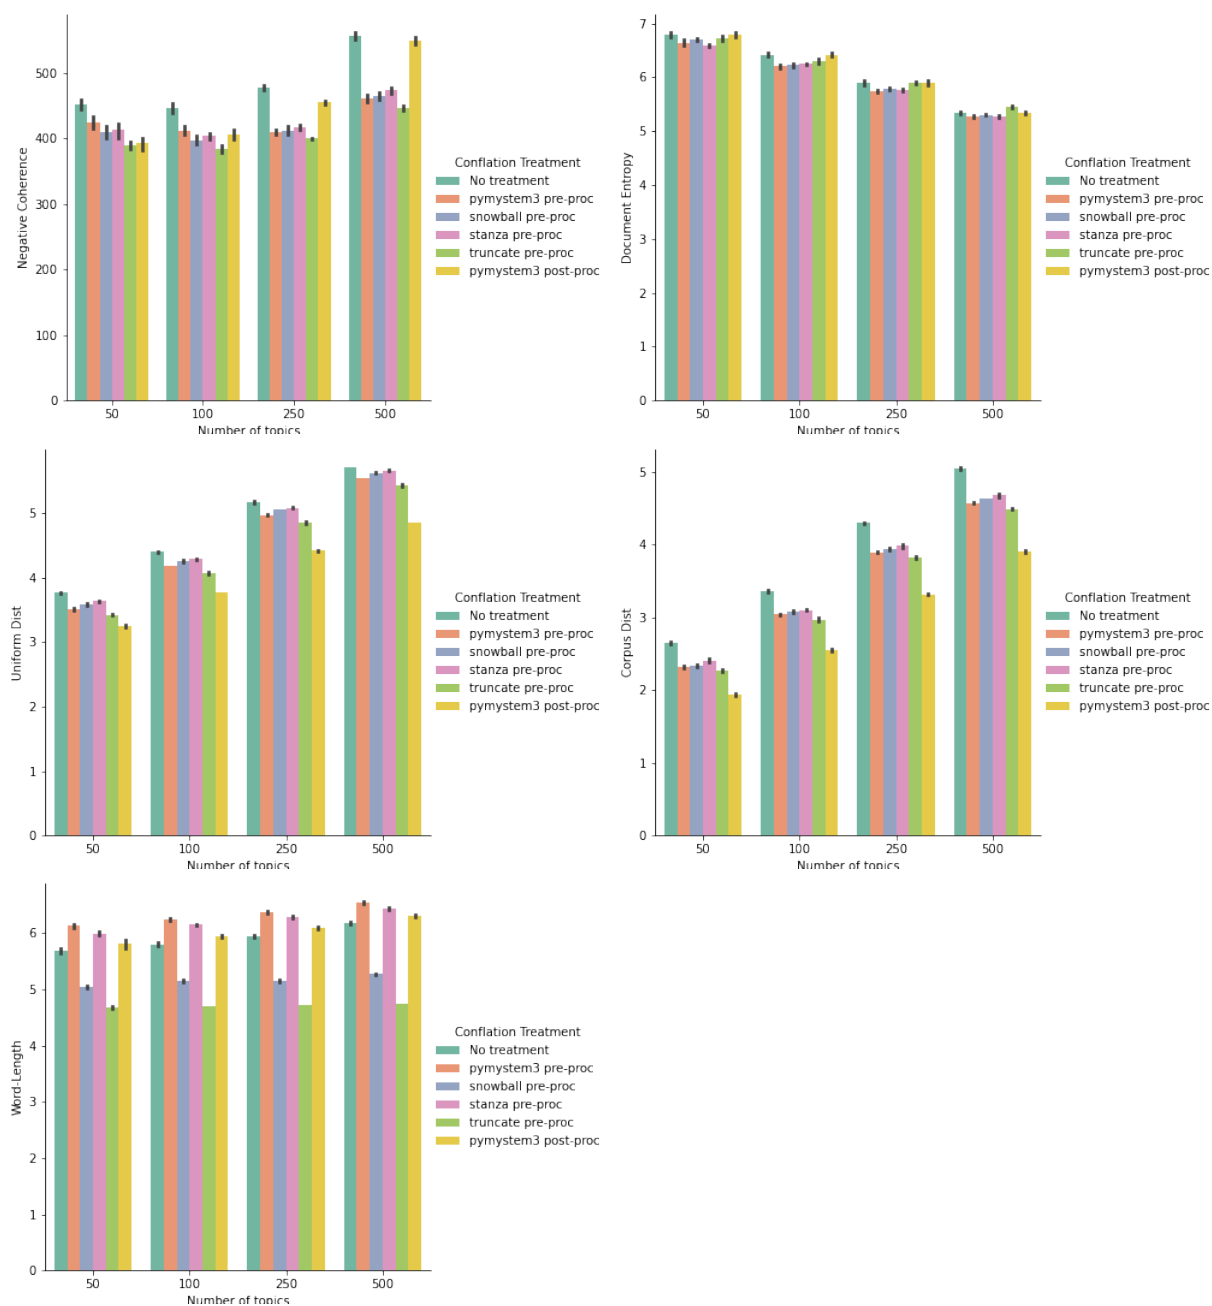 Negative Coherence
500
400
300
200
100
0
50 100 250 500
Number of topics
Conflation Treatment
No treatment
pymystem3 pre-proc
snowball pre-proc
stanza pre-proc
truncate pre-proc
pymystem3 post-proc
Document Entropy
7
6
5
4
3
2
1
0
50 100 250 500
Number of topics
Conflation Treatment
No treatment
pymystem3 pre-proc
snowball pre-proc
stanza pre-proc
truncate pre-proc
pymystem3 post-proc
Uniform Dist
5
4
3
2
1
0
50 100 250 500
Number of topics
Conflation Treatment
No treatment
pymystem3 pre-proc
snowball pre-proc
stanza pre-proc
truncate pre-proc
pymystem3 post-proc
Corpus Dist
5
4
3
2
1
0
50 100 250 500
Number of topics
Conflation Treatment
No treatment
pymystem3 pre-proc
snowball pre-proc
stanza pre-proc
truncate pre-proc
pymystem3 post-proc
Word-Length
6
5
4
3
2
1
0
50 100 250 500
Number of topics
Conflation Treatment
No treatment
pymystem3 pre-proc
snowball pre-proc
stanza pre-proc
truncate pre-proc
pymystem3 post-proc